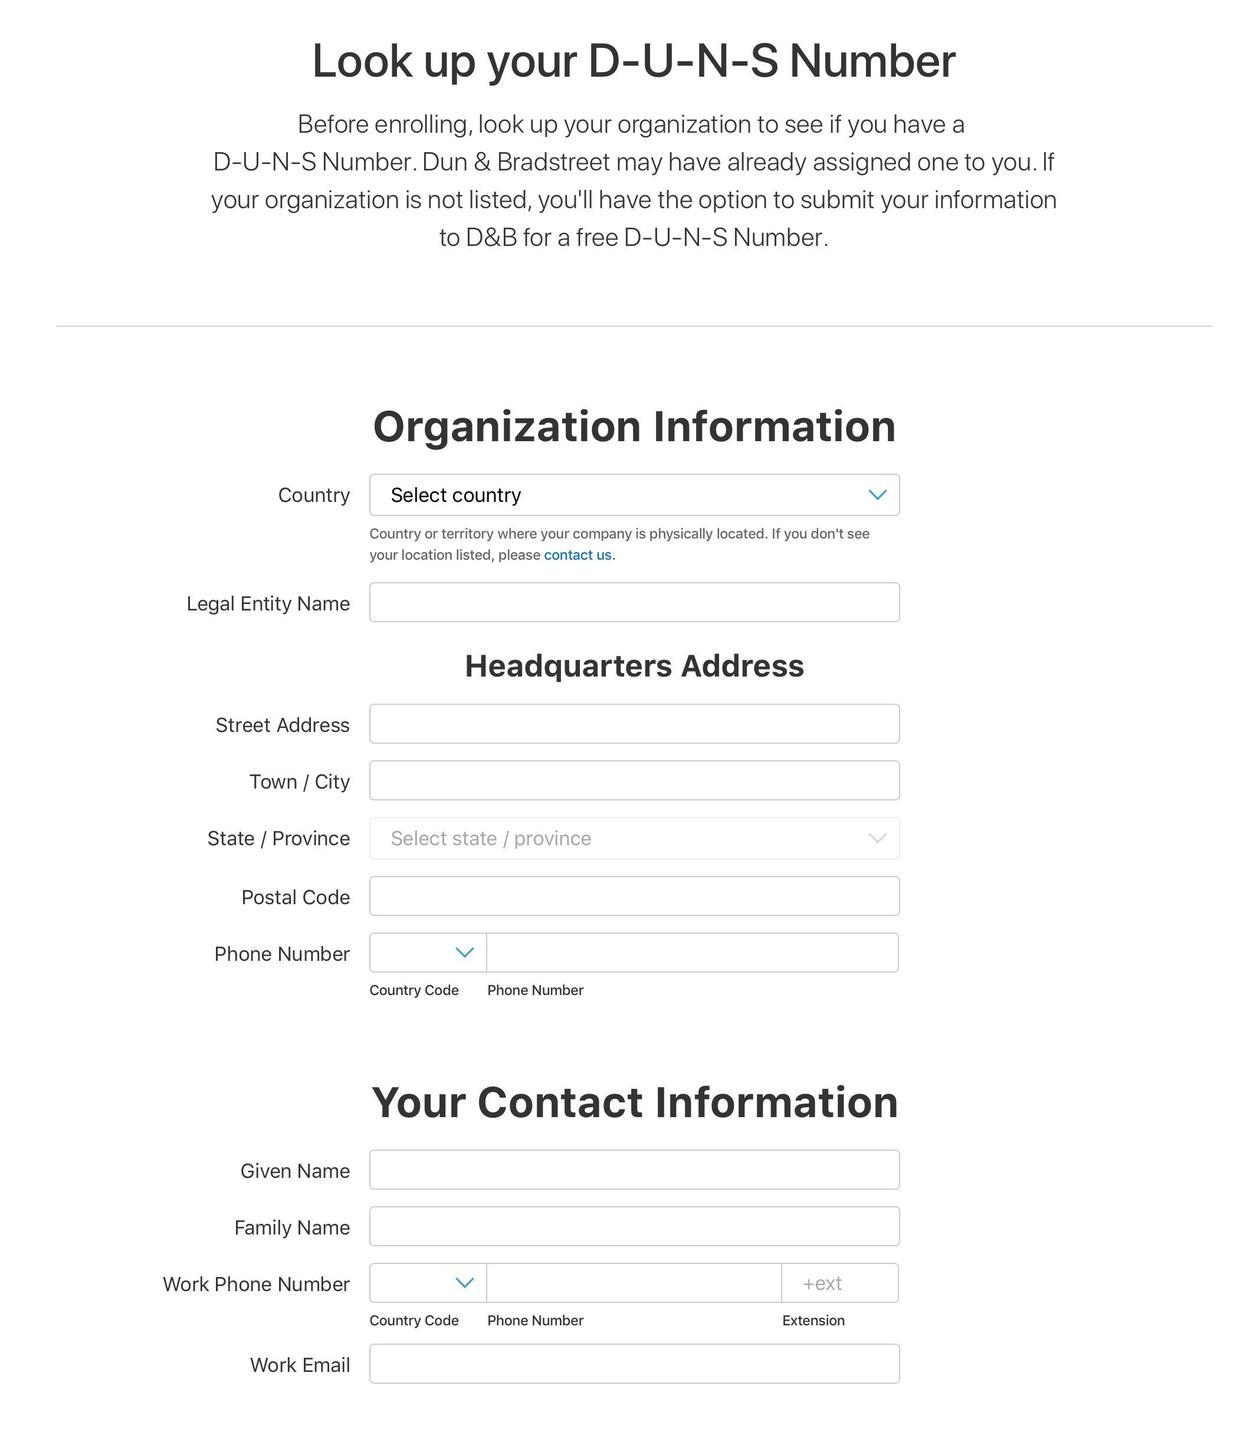 Look up your D-U-N-S Number
Before enrolling, look up your organization to see if you have a
D-U-N-S Number. Dun & Bradstreet may have already assigned one to you. If
your organization is not listed, you'll have the option to submit your information
to D&B for a free D-U-N-S Number.
Organization Information
Country Select country
Country or territory where your company is physically located. If you don't see
your location listed, please contact us.
Legal Entity Name
Headquarters Address
Street Address
Town / City
State / Province Select state / province
Postal Code
Phone Number
Country Code Phone Number
Your Contact Information
Given Name
Family Name
Work Phone Number +ext
Country Code Phone Number Extension
Work Email